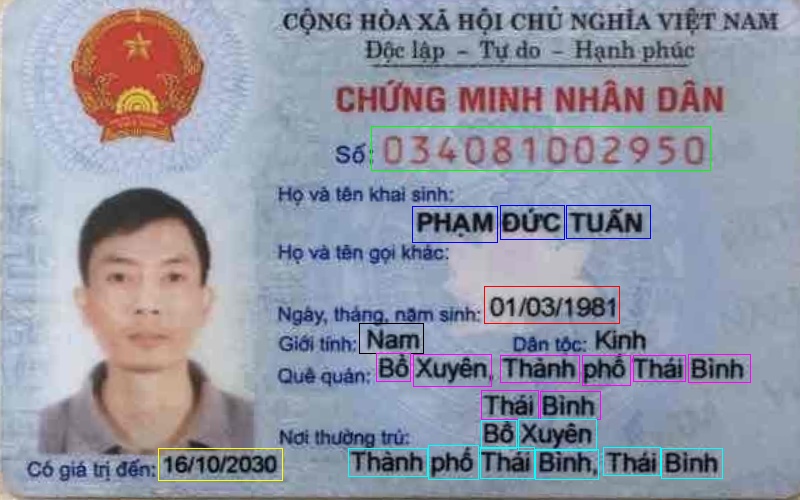 CỘNG HÒA XÃ HỘI CHỦ NGHĨA VIỆT NAM
Độc lập - Tự do - Hạnh phúc
CHỨNG MINH NHÂN DÂN
Số: 034081002950
Họ và tên khai sinh:
PHẠM ĐỨC TUẤN
Họ và tên gọi khác:
Ngày, tháng, năm sinh: 01/03/1981
Giới tính: Nam Dân tộc: Kinh
Quê quán: Bồ Xuyên, Thành phố Thái Bình
Thái Bình
Nơi thường trú: Bồ Xuyên
Có giá trị đến: 16/10/2030 Thành phố Thái Bình, Thái Bình